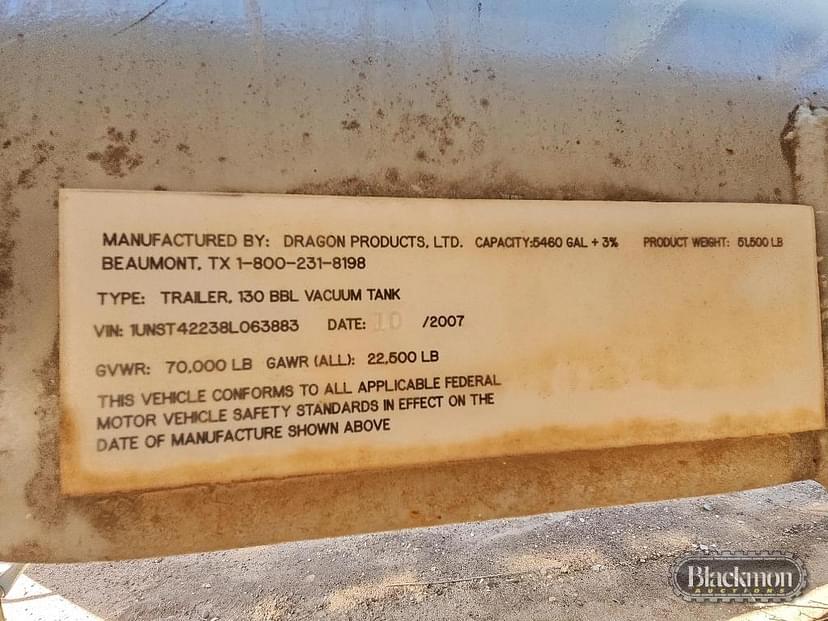 MANUFACTURED BY: DRAGON PRODUCTS, LTD. CAPACITY:5460 GAL + 3% PRODUCT WEIGHT: 51,500 LB
BEAUMONT, TX 1-800-231-8198
TYPE: TRAILER, 130 BBL VACUUM TANK
VIN: 1UNST42238L063883 DATE: 10 /2007
GVWR: 70,000 LB GAWR (ALL): 22,500 LB
THIS VEHICLE CONFORMS TO ALL APPLICABLE FEDERAL
MOTOR VEHICLE SAFETY STANDARDS IN EFFECT ON THE
DATE OF MANUFACTURE SHOWN ABOVE
Blackmon
AUCTIONS